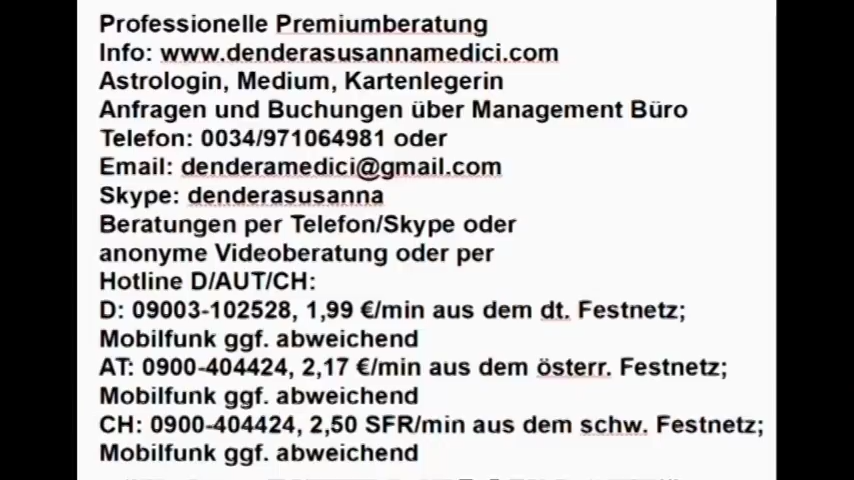 Professionelle Premiumberatung
Info: www.denderasusannamedici.com
Astrologin, Medium, Kartenlegerin
Anfragen und Buchungen über Management Büro
Telefon: 0034/971064981 oder
Email: denderamedici@gmail.com
Skype: denderasusanna
Beratungen per Telefon/Skype oder
anonyme Videoberatung oder per
Hotline D/AUT/CH:
D: 09003-102528, 1,99 €/min aus dem dt. Festnetz;
Mobilfunk ggf. abweichend
AT: 0900-404424, 2,17 €/min aus dem österr. Festnetz;
Mobilfunk ggf. abweichend
CH: 0900-404424, 2,50 SFR/min aus dem schw. Festnetz;
Mobilfunk ggf. abweichend